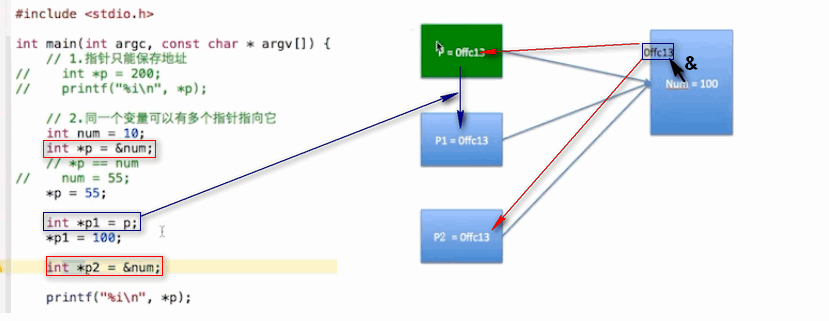 #include <stdio.h>
int main(int argc, const char * argv[]) {
// 1.指针只能保存地址
// int *p = 200;
// printf("%i\n", *p);
// 2.同一个变量可以有多个指针指向它
int num = 10;
int *p = &num;
// *p == num
// num = 55;
*p = 55;
int *p1 = p;
*p1 = 100;
int *p2 = &num;
printf("%i\n", *p);
P = 0ffc13
P1 = 0ffc13
P2 = 0ffc13
0ffc13
&
Num = 100